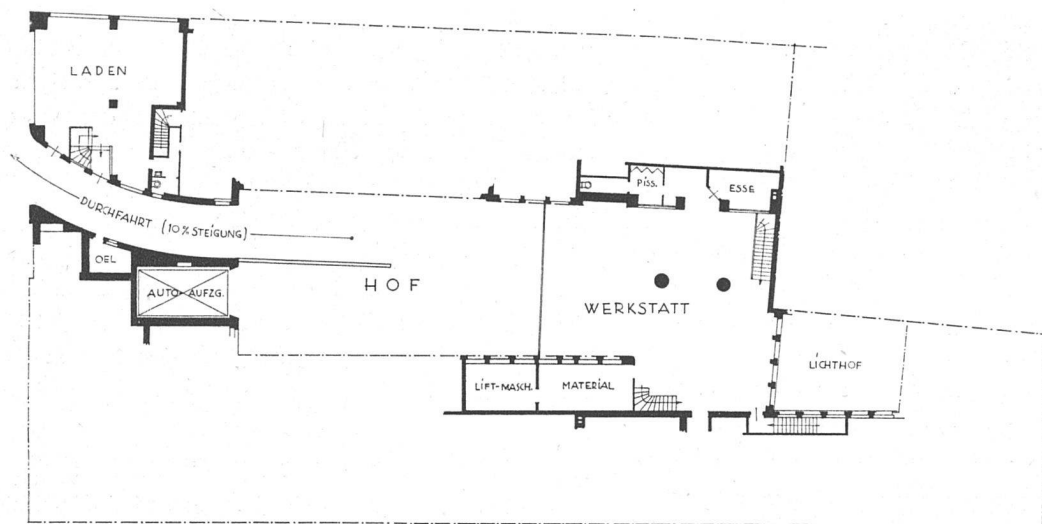 LADEN
DURCHFAHRT (10% STEIGUNG)
OEL
AUTO-AUFZG.
HOF
PISS.
ESSE
WERKSTATT
LIFT-MASCH.
MATERIAL
LICHTHOF